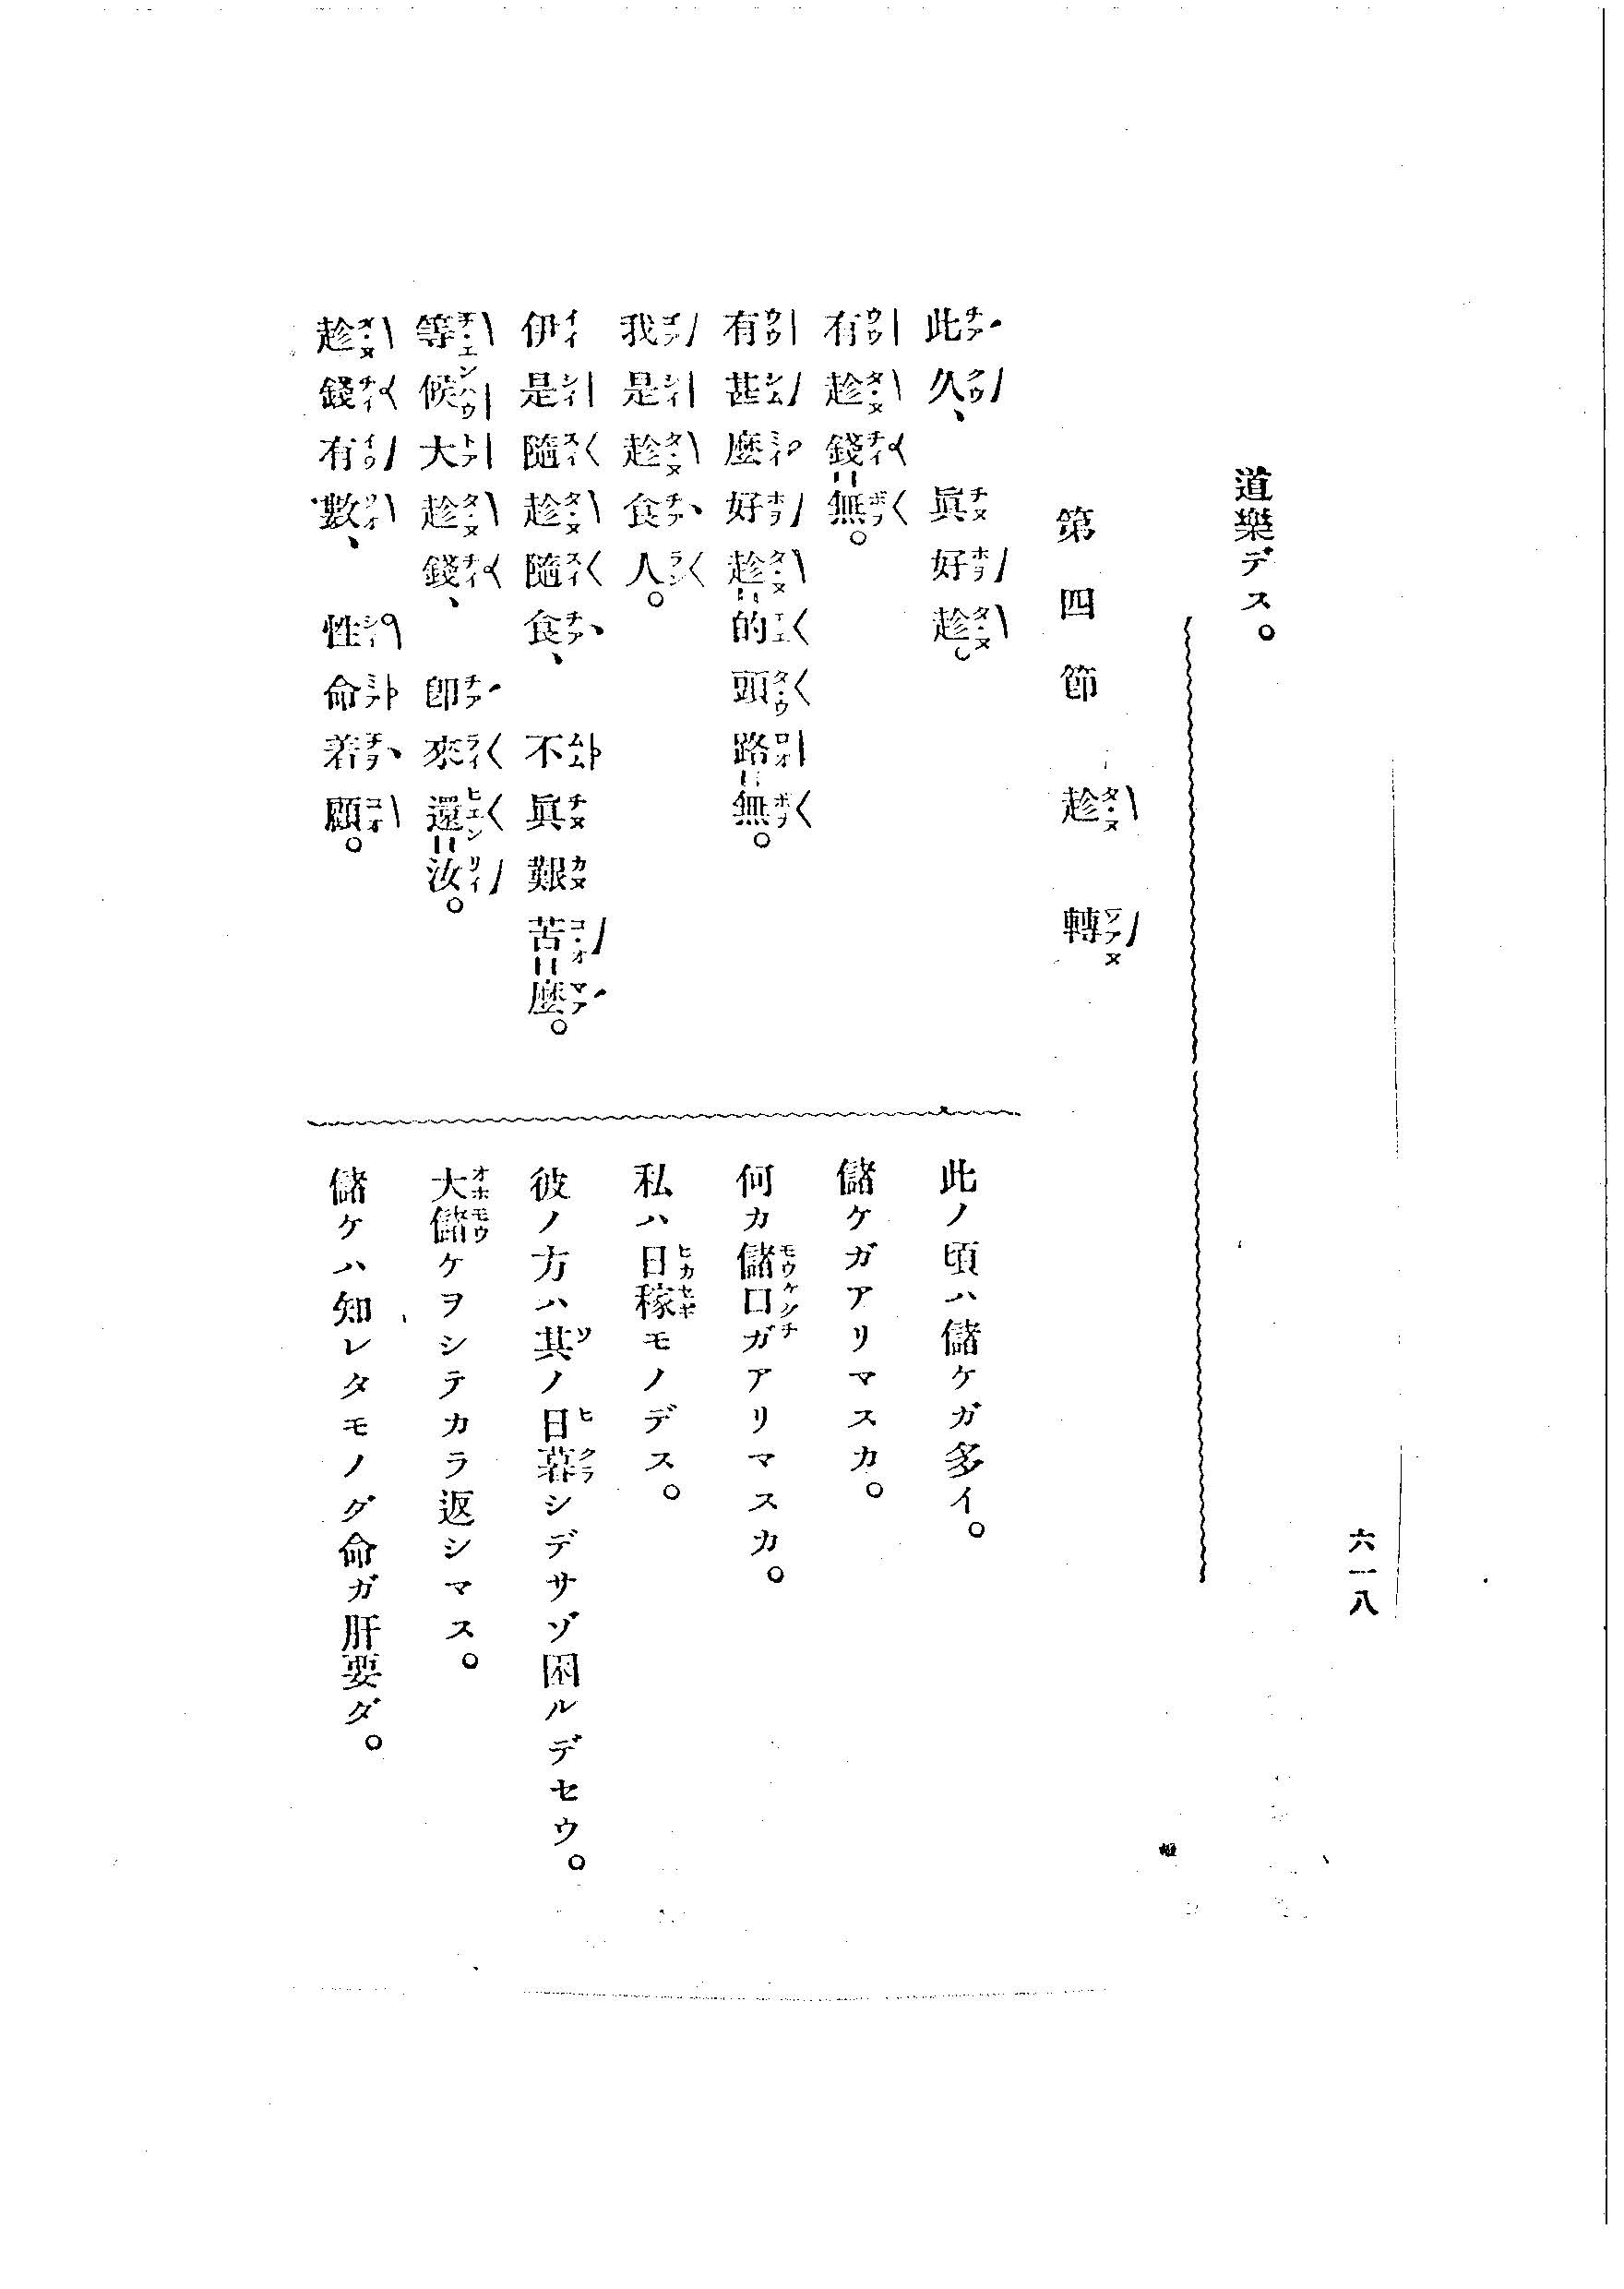 六一八
道樂デス。
第四節 趁轉
此久、眞好趁。
此ノ頃ハ儲ケガ多イ。
有趁錢無。
儲ケガアリマスカ。
有甚麼好趁的頭路無。
何カ儲口ガアリマスカ。
我是趁食人。
私ハ日稼モノデス。
伊是隨趁隨食、不眞艱苦麼。
彼ノ方ハ其ノ日暮シデサゾ困ルデセウ。
等候大趁錢、卽來還汝。
大儲ケヲシテカラ返シマス。
趁錢有數、性命着顧。
儲ケハ知レタモノダ命ガ肝要ダ。